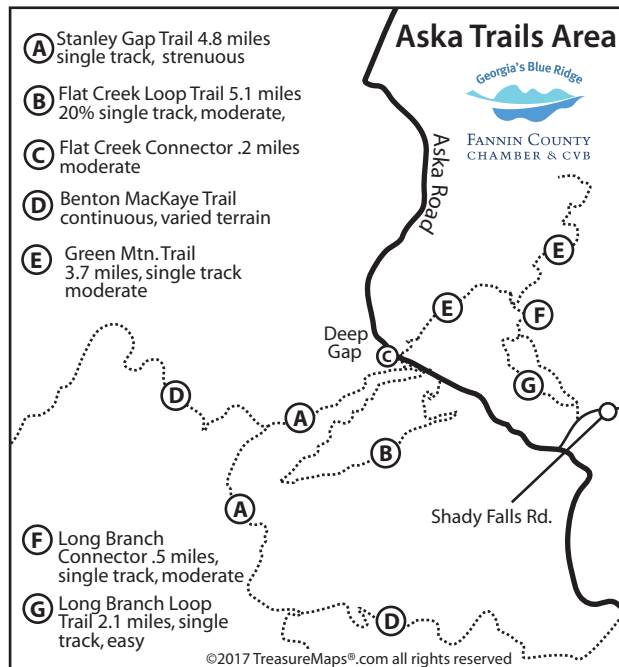 Aska Trails Area
Georgia's Blue Ridge
FANNIN COUNTY
CHAMBER & CVB
A Stanley Gap Trail 4.8 miles
single track, strenuous
B Flat Creek Loop Trail 5.1 miles
20% single track, moderate,
C Flat Creek Connector .2 miles
moderate
D Benton MacKaye Trail
continuous, varied terrain
E Green Mtn. Trail
3.7 miles, single track
moderate
Aska Road
E
E
F
Deep
Gap
C
G
D
A
B
A
Shady Falls Rd.
F Long Branch
Connector .5 miles,
single track, moderate
G Long Branch Loop
Trail 2.1 miles, single
track, easy
D
©2017 TreasureMaps®.com all rights reserved